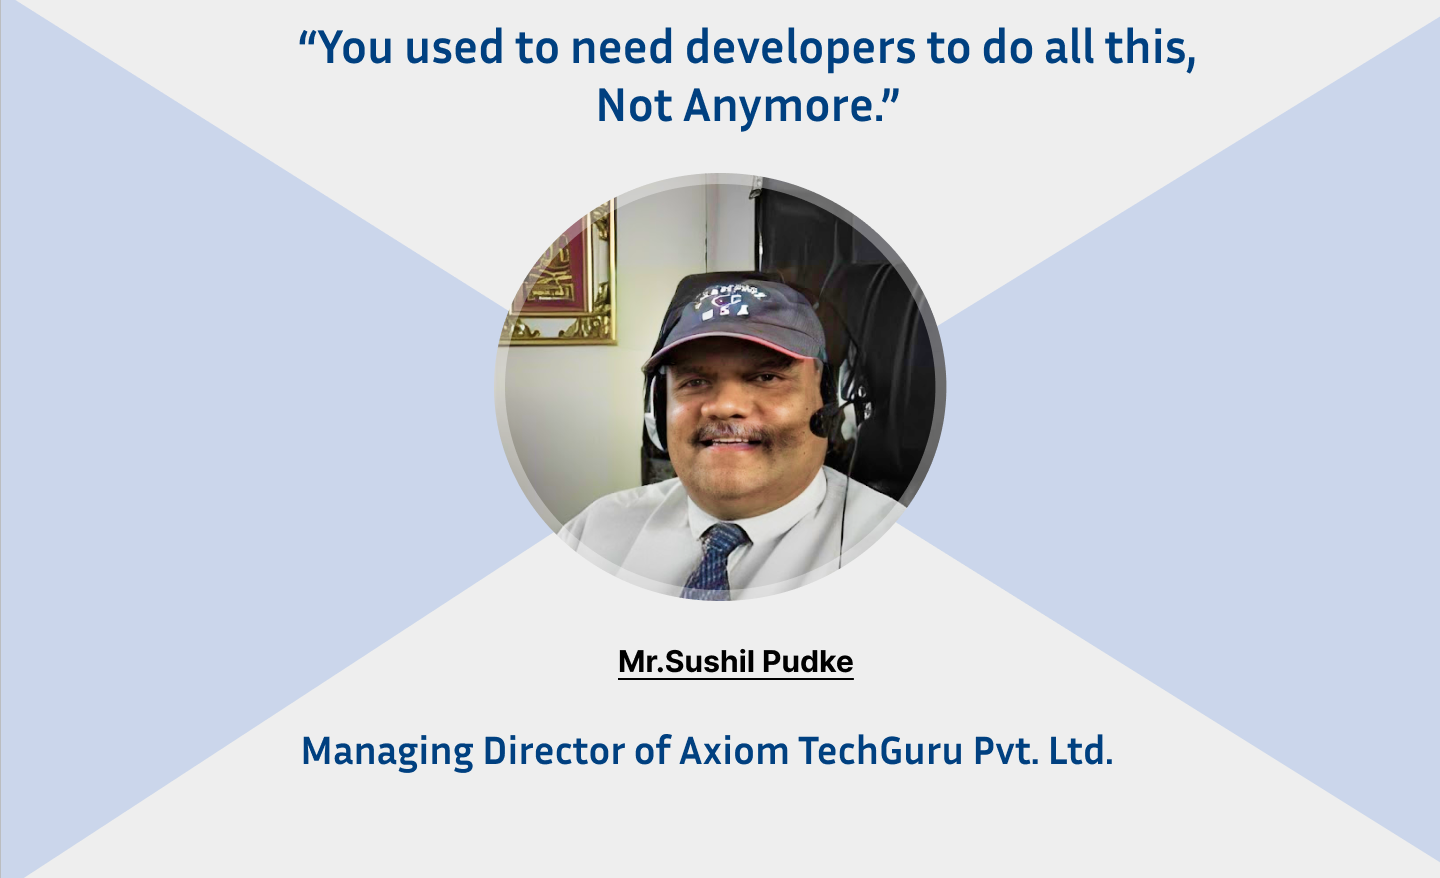 “You used to need developers to do all this,
Not Anymore.”
Mr.Sushil Pudke
Managing Director of Axiom TechGuru Pvt. Ltd.